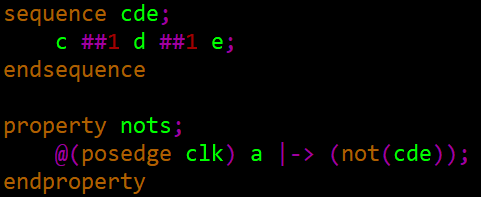 sequence cde;
    c ##1 d ##1 e;
endsequence

property nots;
    @(posedge clk) a |-> (not(cde));
endproperty